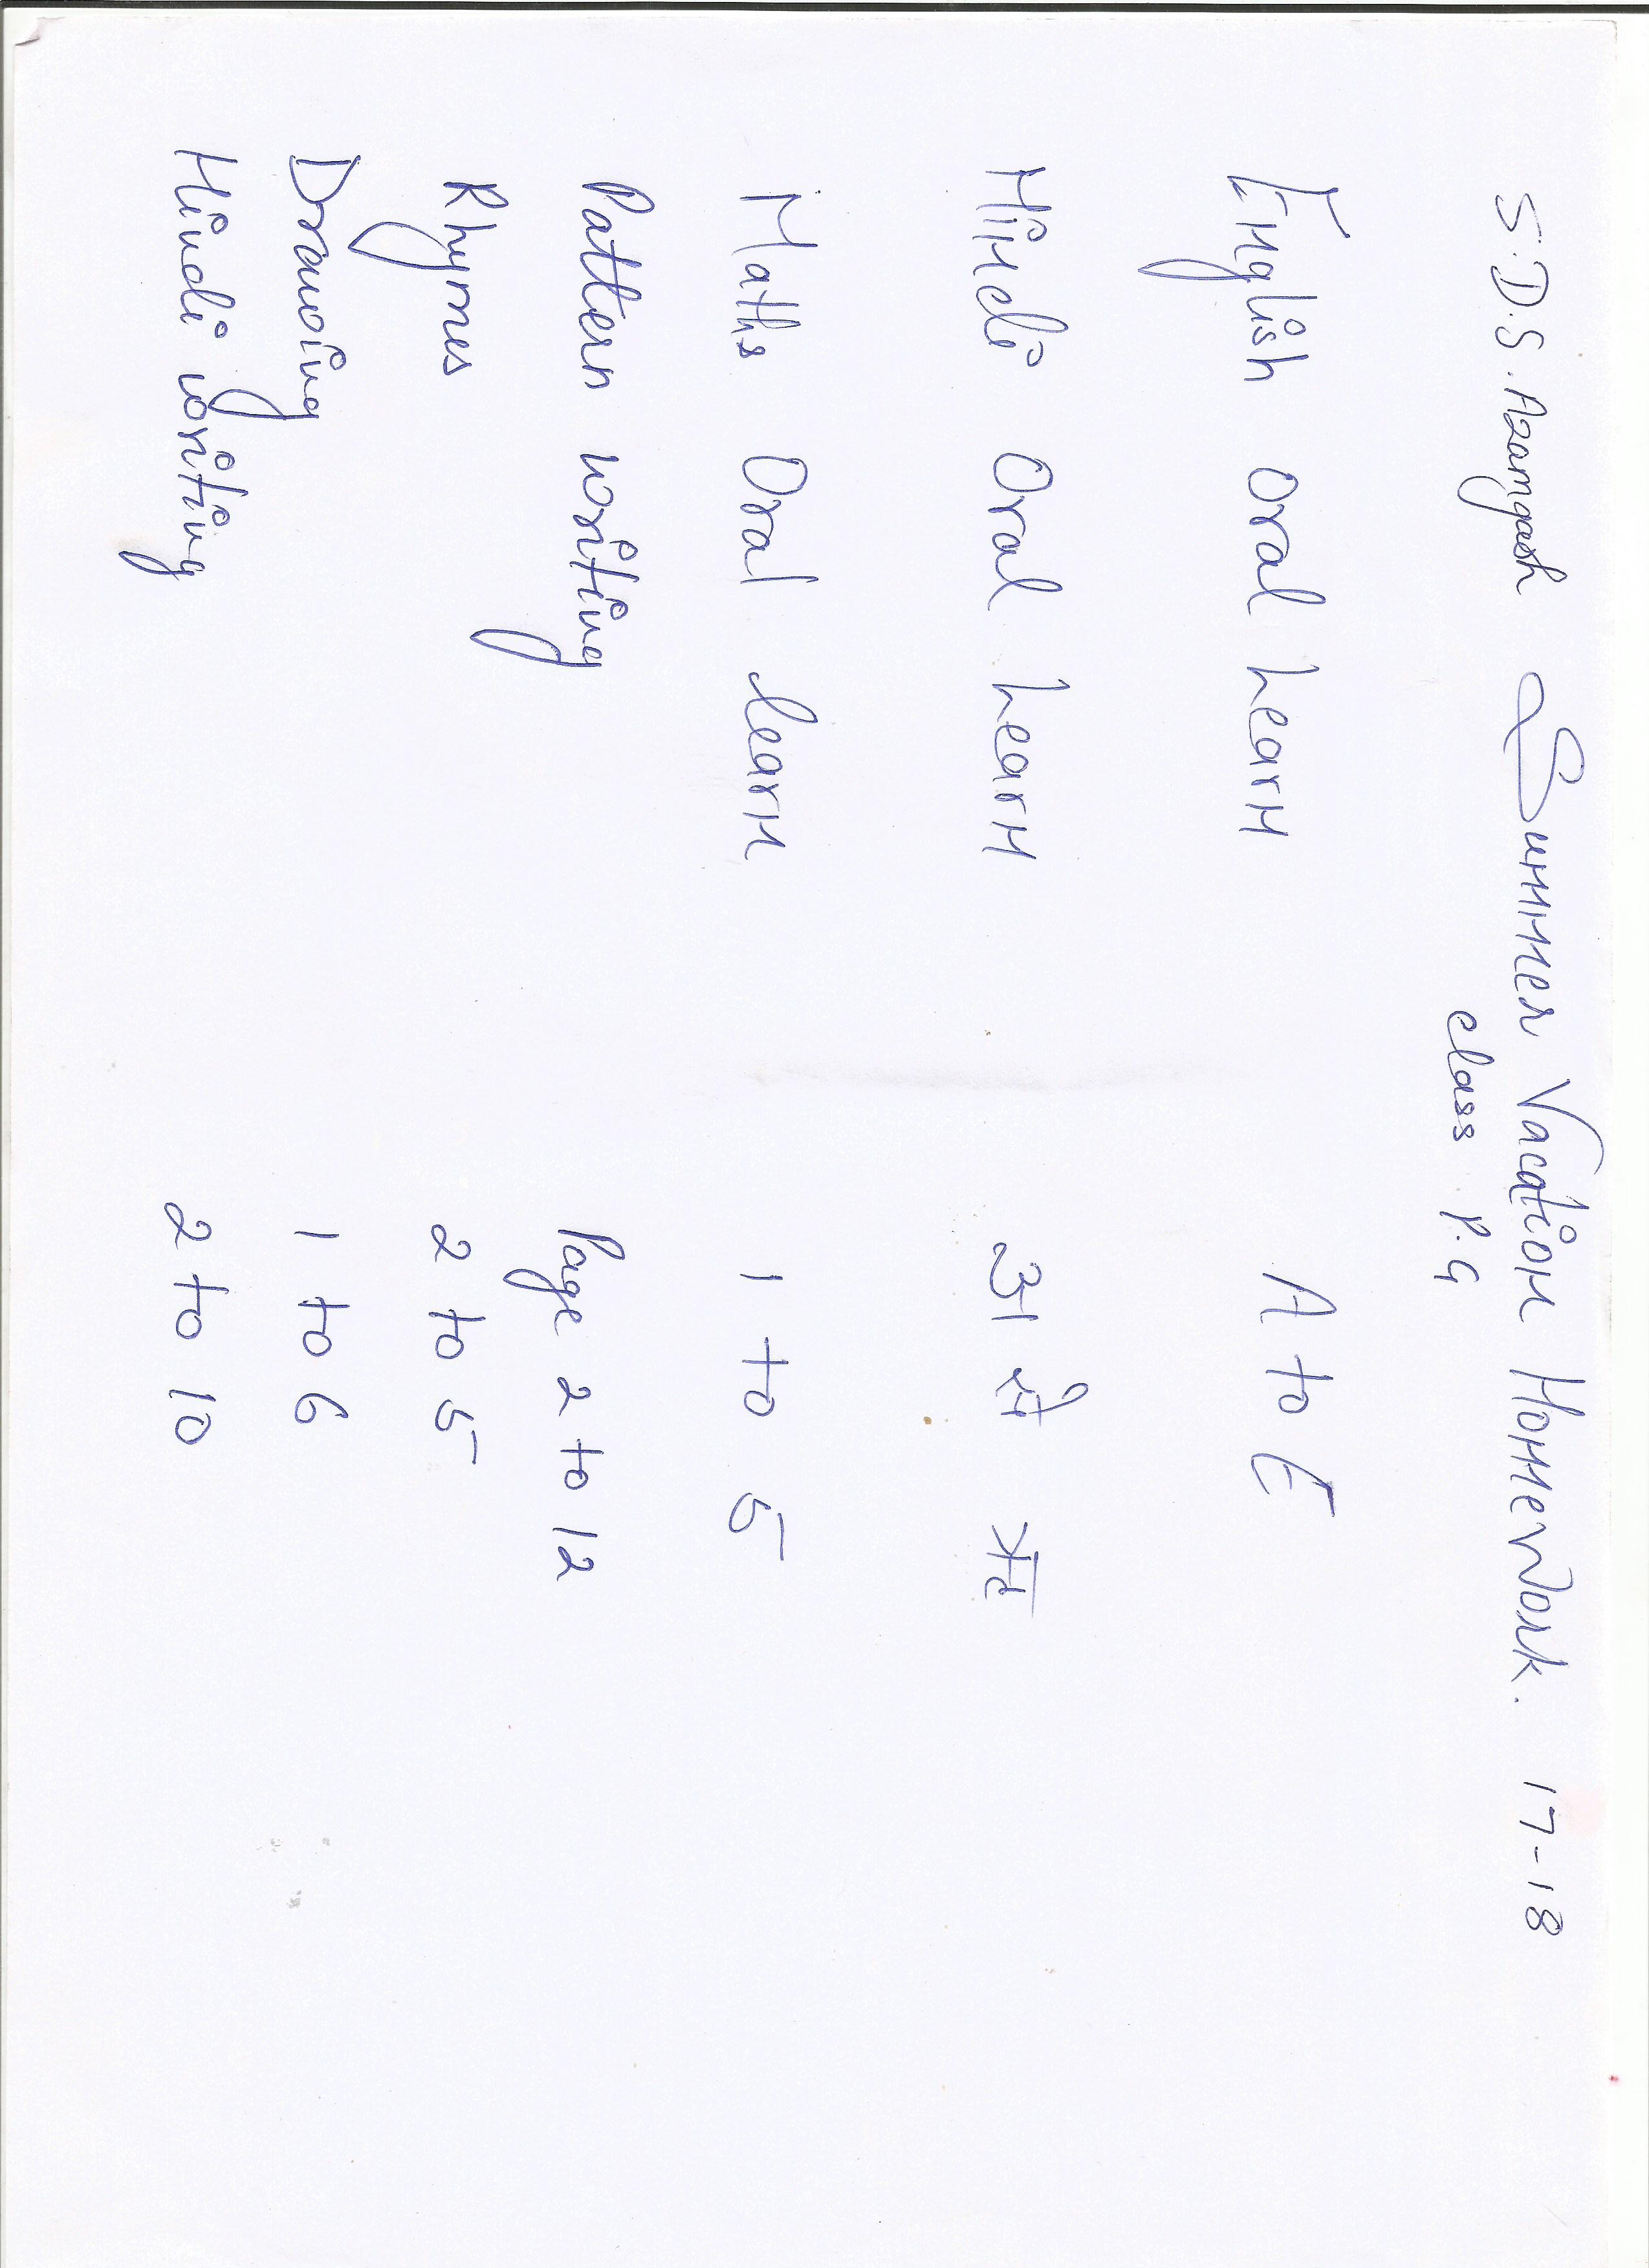 S.D.S. Azamgarh Summer Vacation Homework. 17-18
class P.G
English oral Learn A to E
Hindi Oral Learn अ से
Maths Oral learn 1 to 5
Pattern writing Page 2 to 12
Rhymes 2 to 5
Drawing 1 to 6
Hindi writing 2 to 10